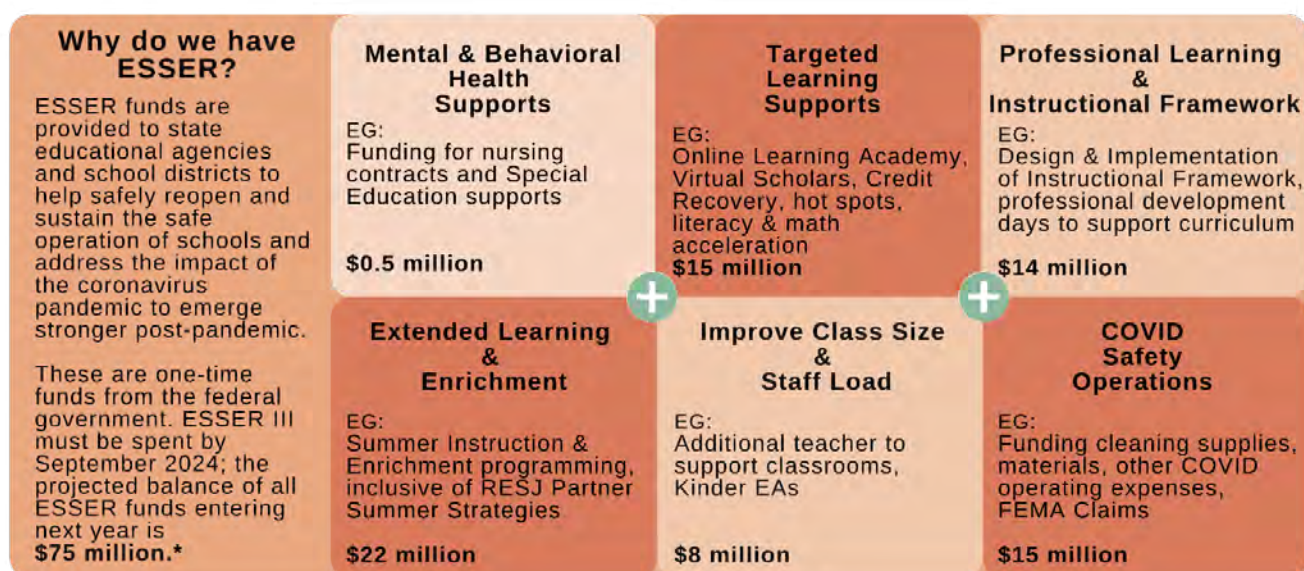 Why do we have
ESSER?
ESSER funds are
provided to state
educational agencies
and school districts to
help safely reopen and
sustain the safe
operation of schools and
address the impact of
the coronavirus
pandemic to emerge
stronger post-pandemic.
These are one-time
funds from the federal
government. ESSER III
must be spent by
September 2024; the
projected balance of all
ESSER funds entering
next year is
$75 million.*
Mental & Behavioral
Health
Supports
EG:
Funding for nursing
contracts and Special
Education supports
$0.5 million
Targeted
Learning
Supports
EG:
Online Learning Academy,
Virtual Scholars, Credit
Recovery, hot spots,
literacy & math
acceleration
$15 million
Professional Learning
&
Instructional Framework
EG:
Design & Implementation
of Instructional Framework,
professional development
days to support curriculum
$14 million
Extended Learning
&
Enrichment
EG:
Summer Instruction &
Enrichment programming,
inclusive of RESJ Partner
Summer Strategies
$22 million
Improve Class Size
&
Staff Load
EG:
Additional teacher to
support classrooms,
Kinder EAs
$8 million
COVID
Safety
Operations
EG:
Funding cleaning supplies,
materials, other COVID
operating expenses,
FEMA Claims
$15 million